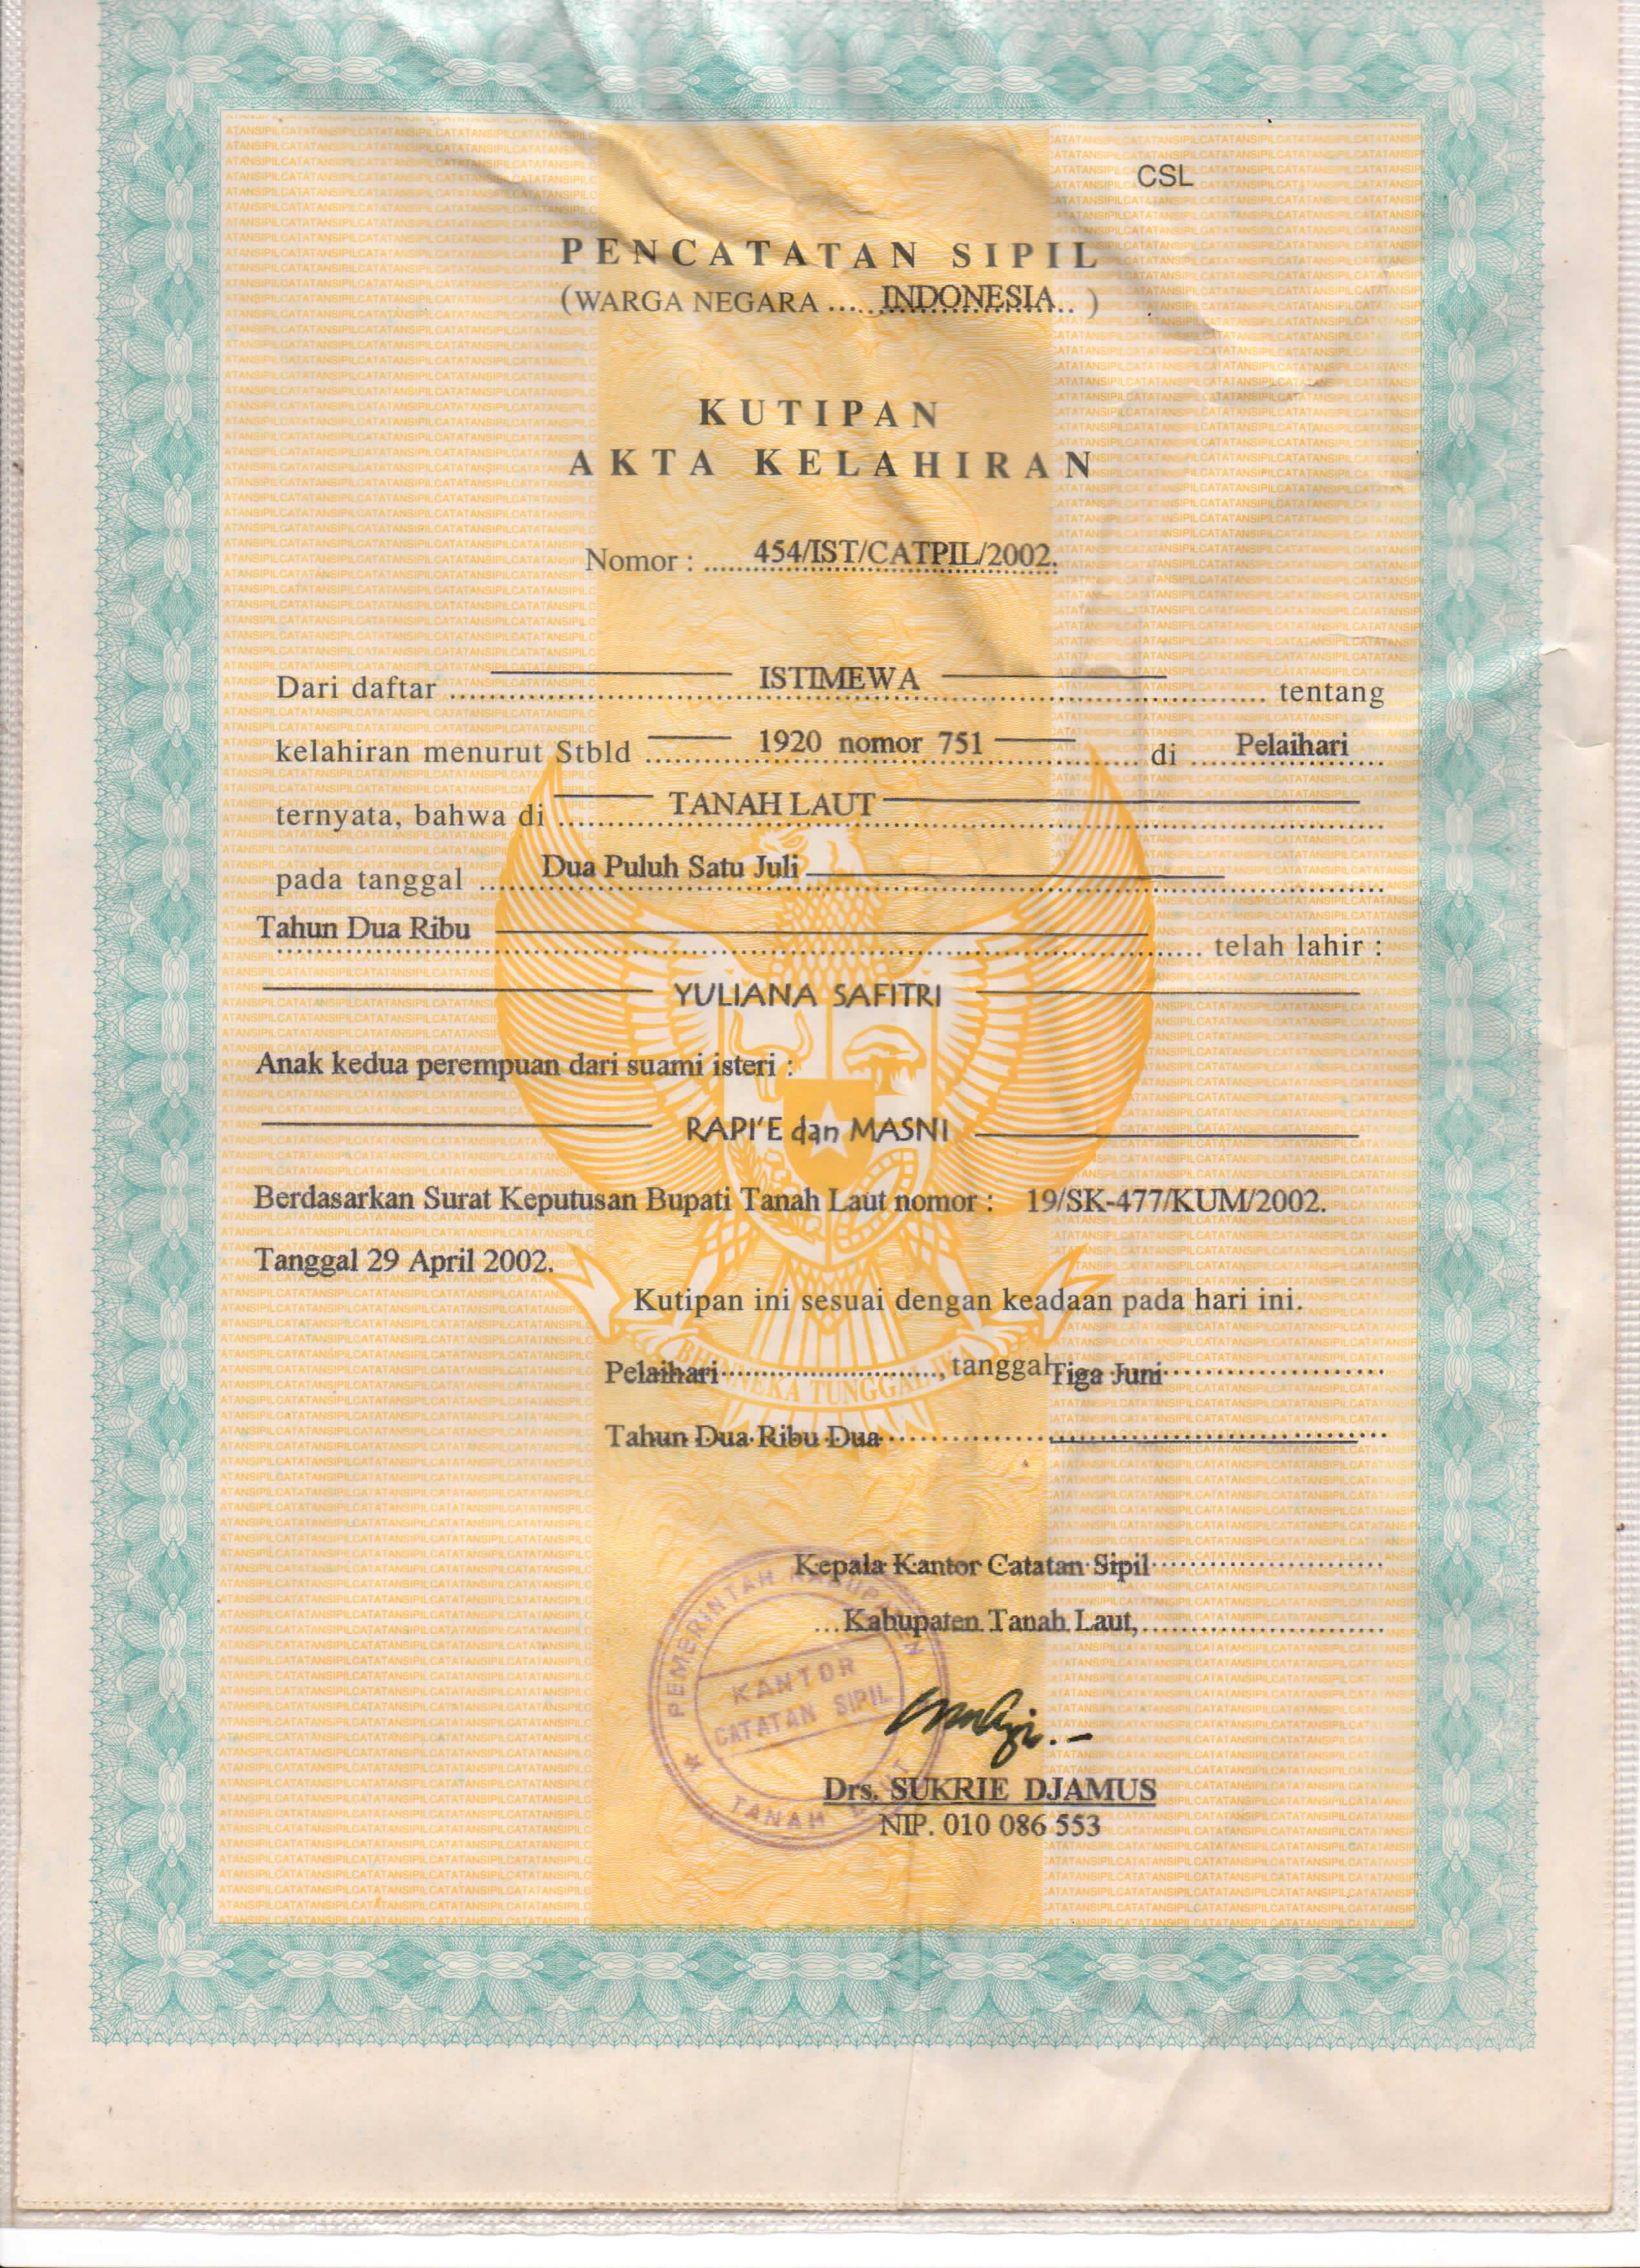 CSL
PENCATATAN SIPIL
(WARGA NEGARA .... INDONESIA .. )
KUTIPAN
AKTA KELAHIRAN
Nomor : ...... 454/IST/CATPIL/2002.
Dari daftar ISTIMEWA tentang
kelahiran menurut Stbld 1920 nomor 751 di Pelaihari
ternyata, bahwa di TANAH LAUT
pada tanggal Dua Puluh Satu Juli
Tahun Dua Ribu telah lahir :
YULIANA SAFITRI
Anak kedua perempuan dari suami isteri :
RAPI'E dan MASNI
Berdasarkan Surat Keputusan Bupati Tanah Laut nomor : 19/SK-477/KUM/2002.
Tanggal 29 April 2002.
Kutipan ini sesuai dengan keadaan pada hari ini.
BHINNEKA TUNGGAL IKA
Pelaihari, tanggal Tiga Juni
Tahun Dua Ribu Dua
Kepala Kantor Catatan Sipil
Kabupaten Tanah Laut,
PEMERINTAH KABUPATEN
KANTOR
CATATAN SIPIL
TANAH LAUT
Drs. SUKRIE DJAMUS
NIP. 010 086 553